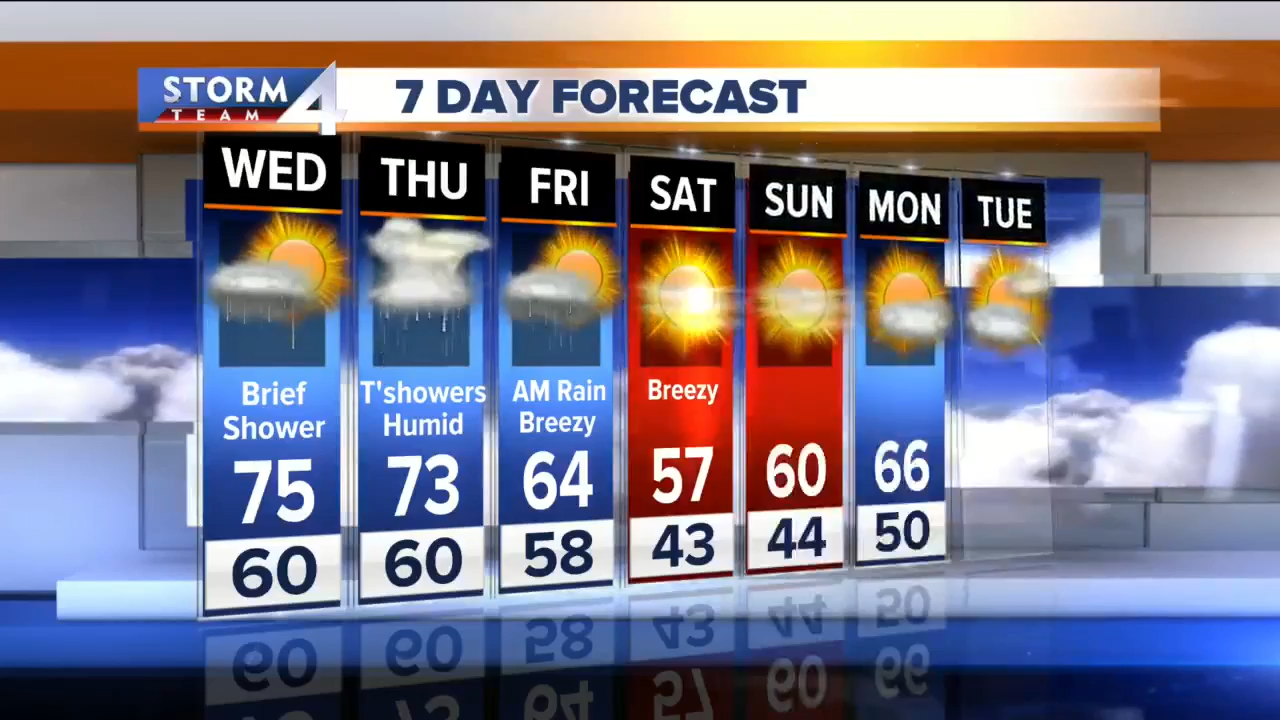 STORM
TEAM
4
7 DAY FORECAST
WED
THU
FRI
SAT
SUN
MON
TUE
Brief
Shower
T'showers
Humid
AM Rain
Breezy
Breezy
75
73
64
57
60
66
60
60
58
43
44
50